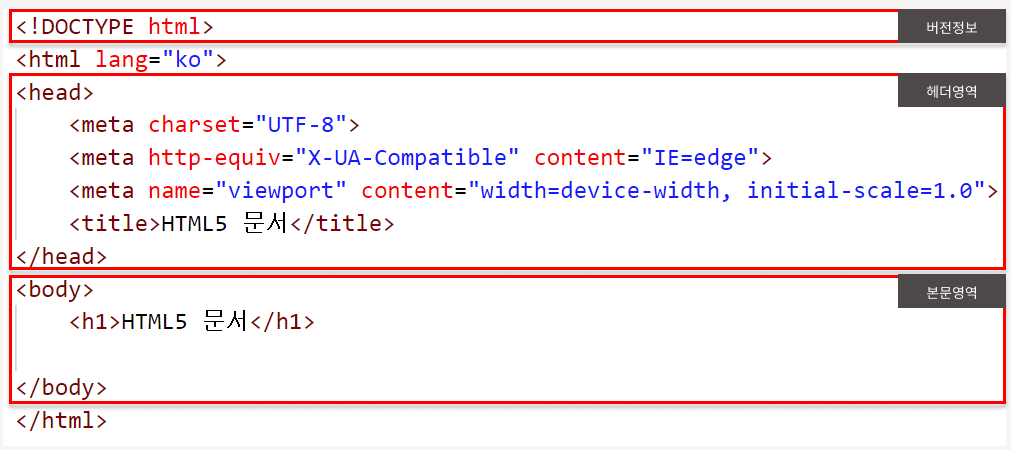 <!DOCTYPE html>
버전정보
<html lang="ko">
<head>
헤더영역
<meta charset="UTF-8">
<meta http-equiv="X-UA-Compatible" content="IE=edge">
<meta name="viewport" content="width=device-width, initial-scale=1.0">
<title>HTML5 문서</title>
</head>
<body>
본문영역
<h1>HTML5 문서</h1>
</body>
</html>